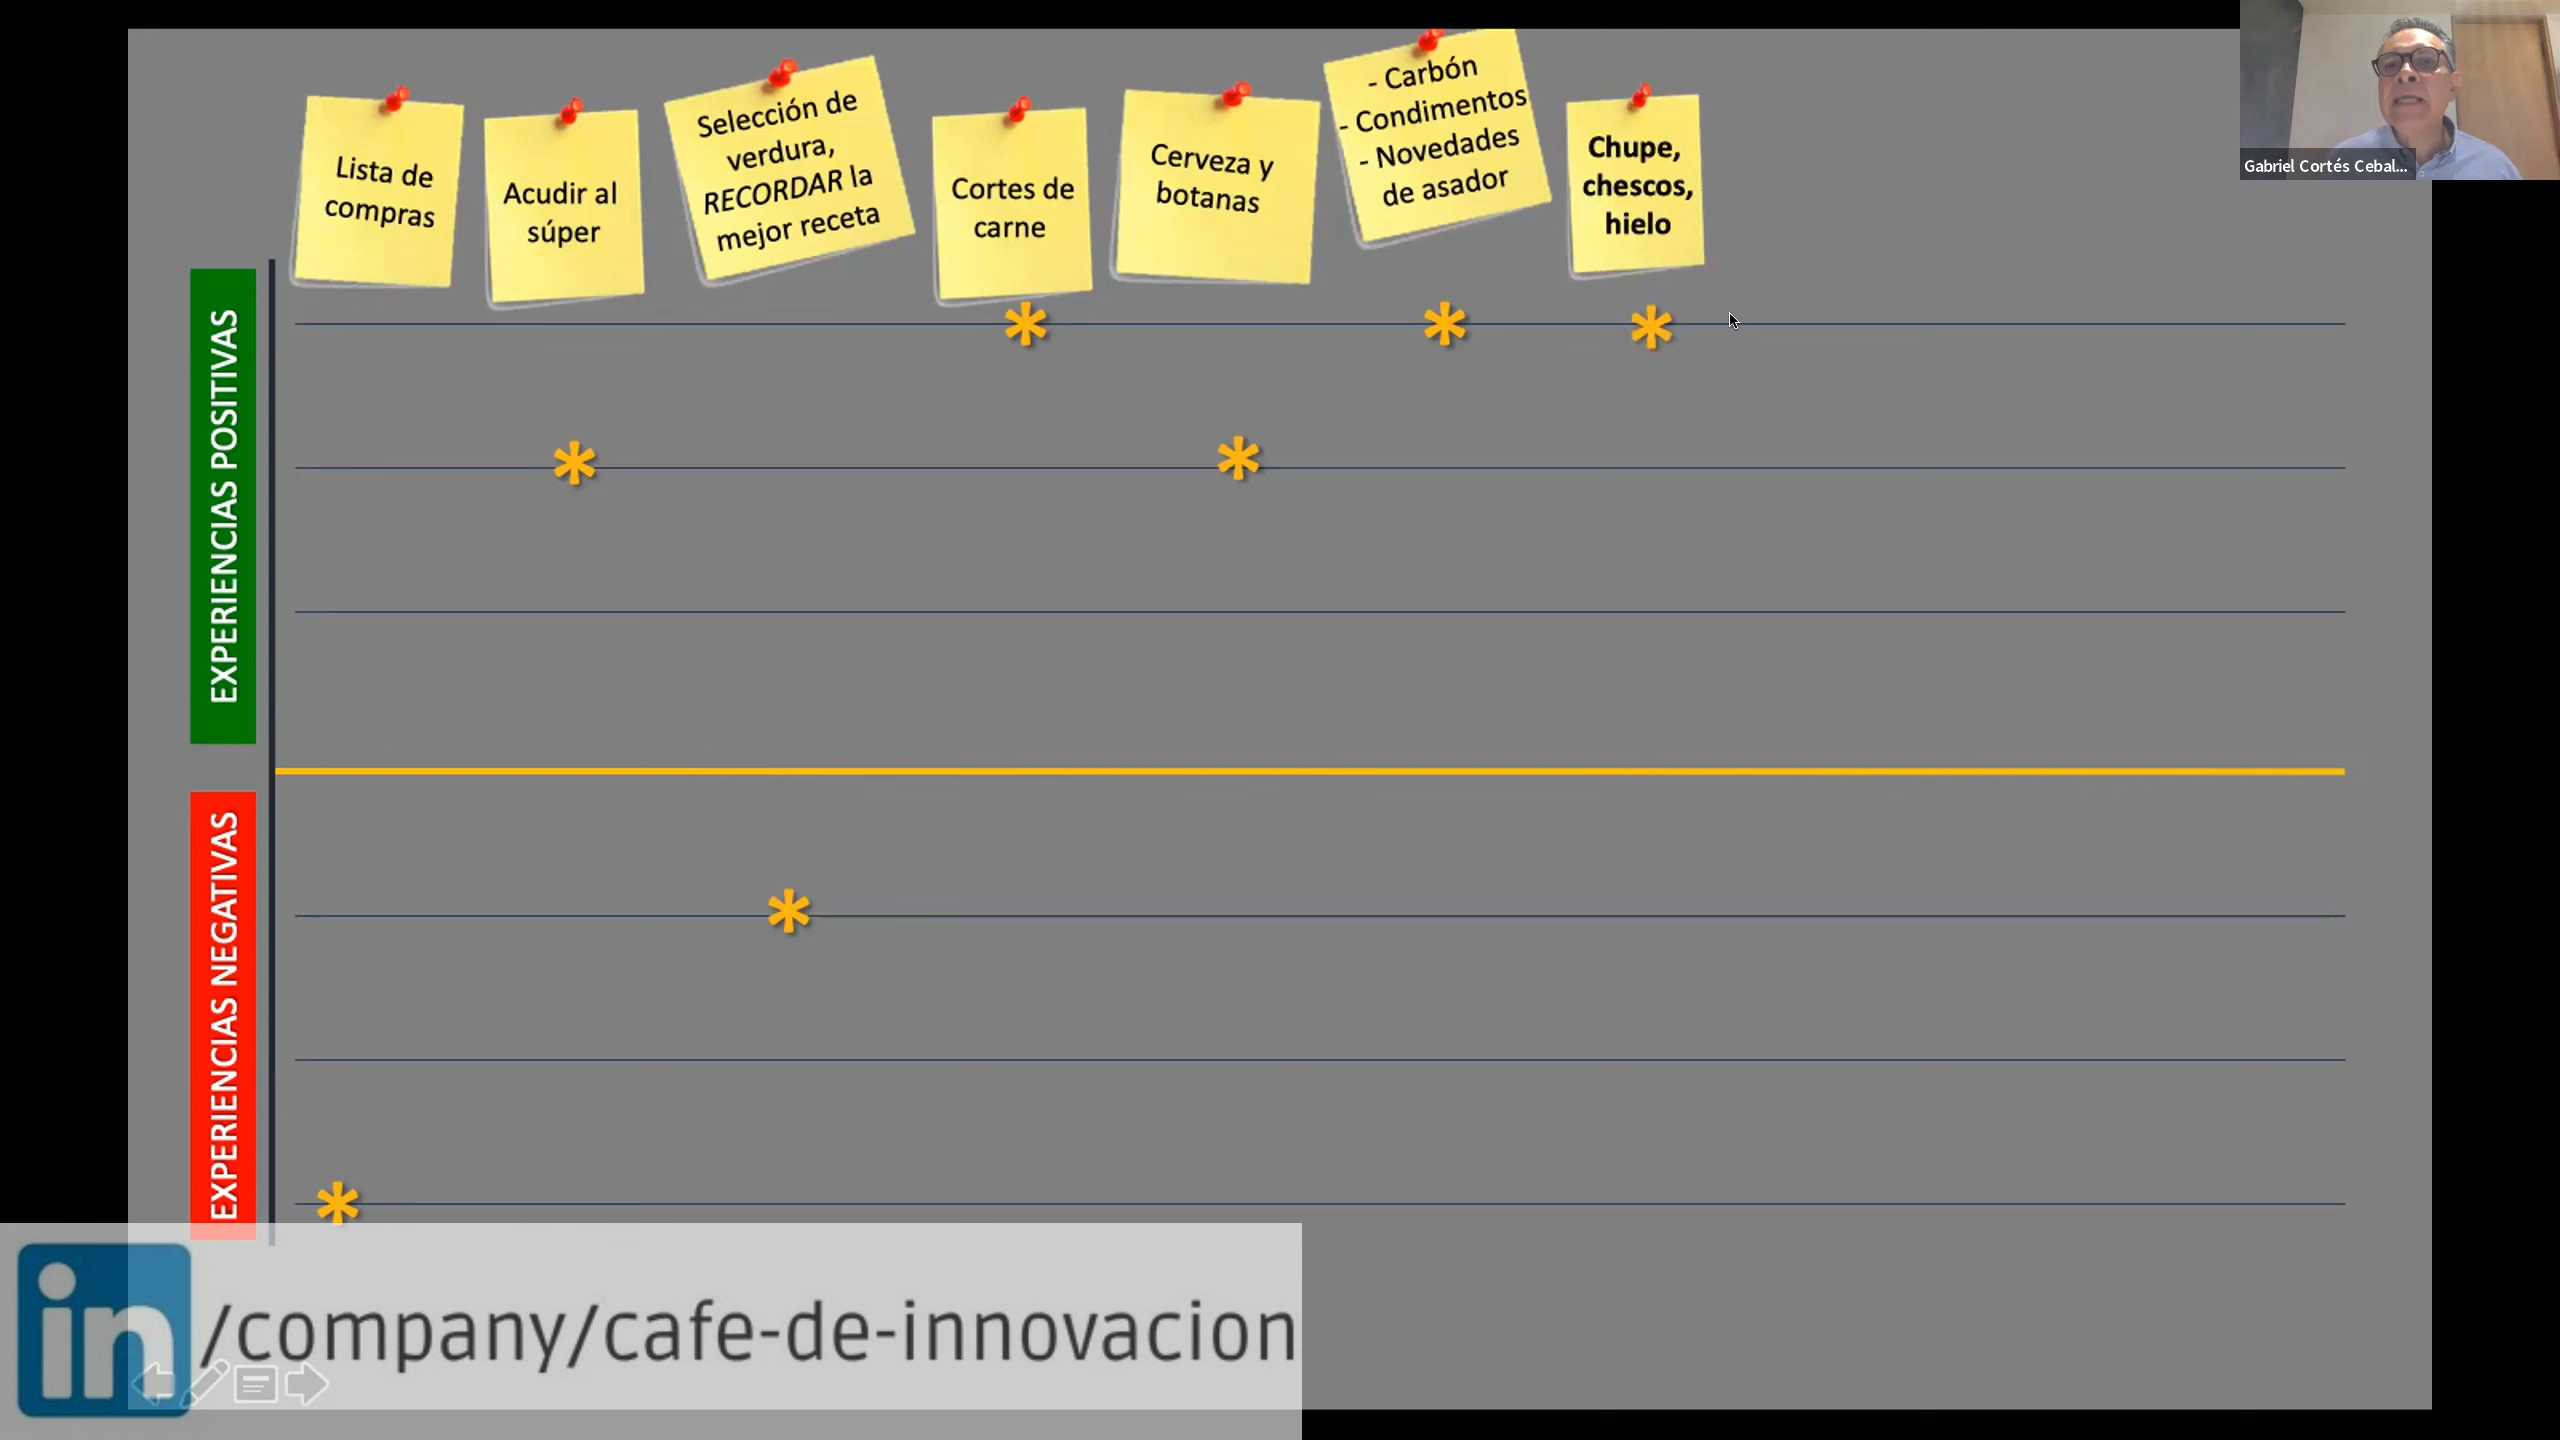 Lista de
compras
Acudir al
súper
Selección de
verdura,
RECORDAR la
mejor receta
Cortes de
carne
Cerveza y
botanas
- Carbón
- Condimentos
- Novedades
de asador
Chupe,
chescos,
hielo
Gabriel Cortés Cebal...
EXPERIENCIAS POSITIVAS
EXPERIENCIAS NEGATIVAS
in /company/cafe-de-innovacion